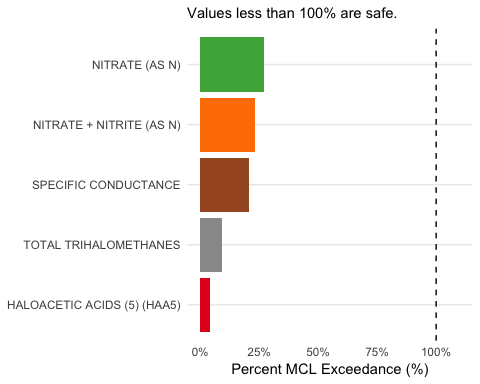 Values less than 100% are safe.
NITRATE (AS N)
NITRATE + NITRITE (AS N)
SPECIFIC CONDUCTANCE
TOTAL TRIHALOMETHANES
HALOACETIC ACIDS (5) (HAA5)
0% 25% 50% 75% 100%
Percent MCL Exceedance (%)